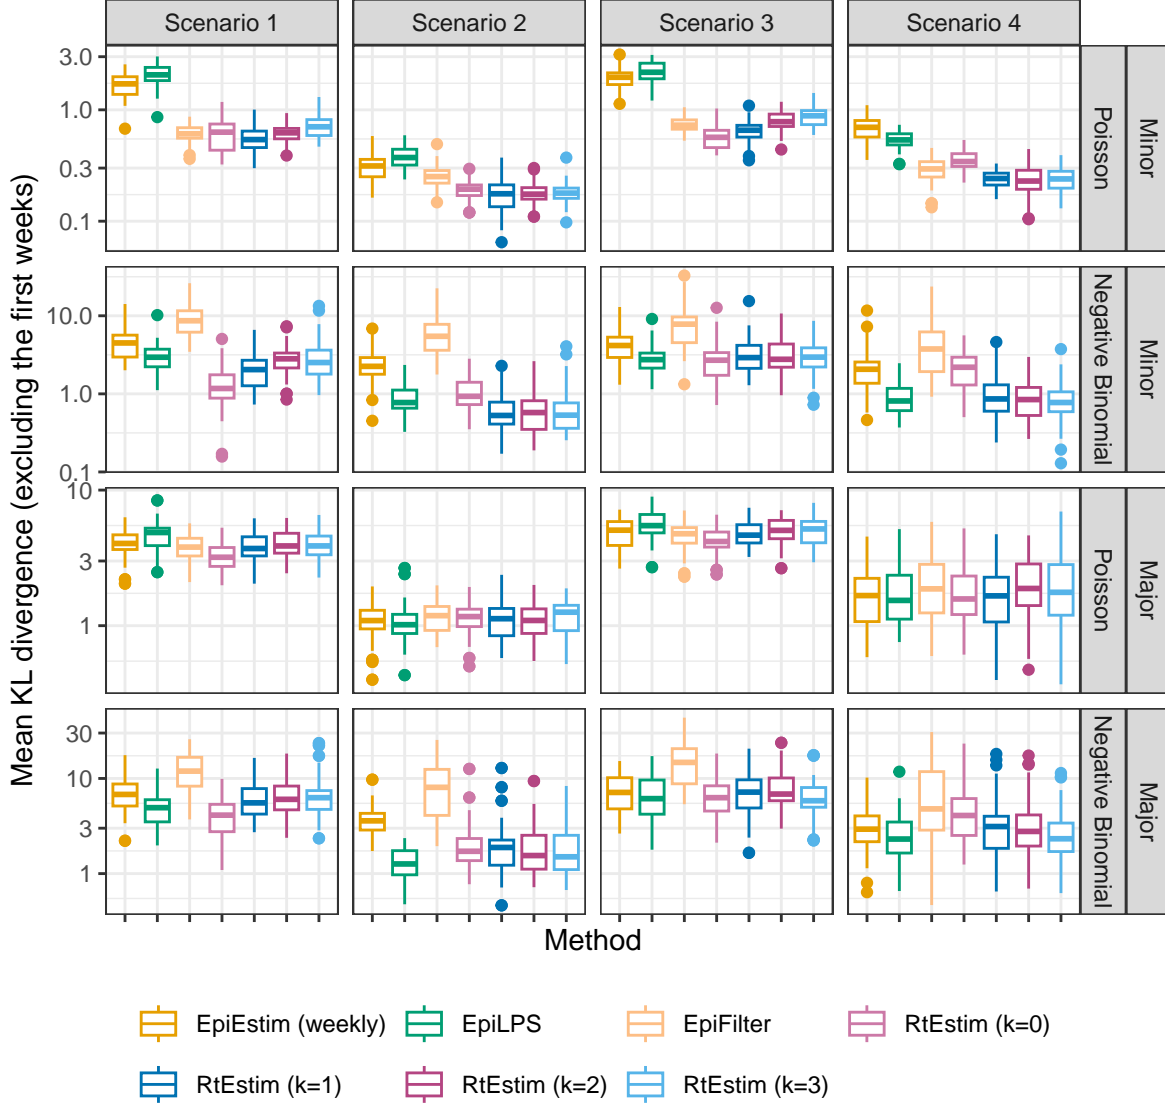 Scenario 1 Scenario 2 Scenario 3 Scenario 4
Mean KL divergence (excluding the first weeks)
3.0
1.0
0.3
0.1
Poisson
Minor
10.0
1.0
0.1
Negative Binomial
Minor
10
3
1
Poisson
Major
30
10
3
1
Negative Binomial
Major
Method
EpiEstim (weekly) EpiLPS EpiFilter RtEstim (k=0)
RtEstim (k=1) RtEstim (k=2) RtEstim (k=3)